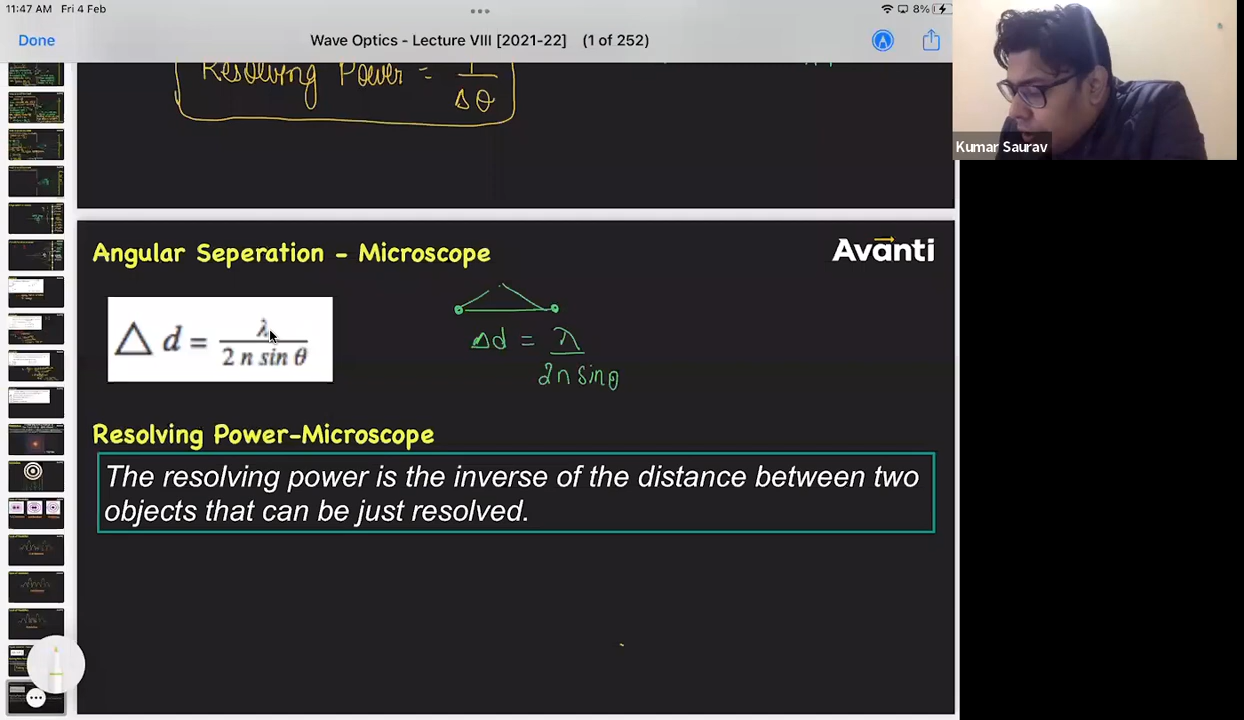 11:47 AM Fri 4 Feb
8%
Done
Wave Optics - Lecture VIII [2021-22] (1 of 252)
Resolving Power = 1
Δθ
Kumar Saurav
Angular Seperation - Microscope
Avanti
△ d = λ
2 n sin θ
Δd = λ
2n sinθ
Resolving Power-Microscope
The resolving power is the inverse of the distance between two
objects that can be just resolved.